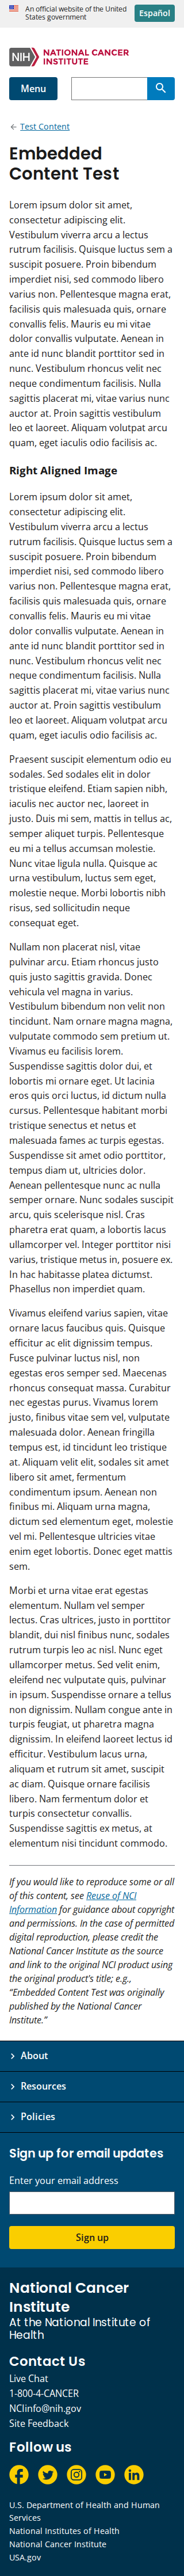 An official website of the United
States government
Español
NIH
NATIONAL CANCER
INSTITUTE
Menu
Test Content
Embedded
Content Test
Lorem ipsum dolor sit amet,
consectetur adipiscing elit.
Vestibulum viverra arcu a lectus
rutrum facilisis. Quisque luctus sem a
suscipit posuere. Proin bibendum
imperdiet nisi, sed commodo libero
varius non. Pellentesque magna erat,
facilisis quis malesuada quis, ornare
convallis felis. Mauris eu mi vitae
dolor convallis vulputate. Aenean in
ante id nunc blandit porttitor sed in
nunc. Vestibulum rhoncus velit nec
enim condimentum facilisis. Nulla
sagittis placerat mi, vitae varius nunc
auctor at. Proin sagittis vestibulum
leo et laoreet. Aliquam volutpat arcu
quam, eget iaculis odio facilisis ac.
Right Aligned Image
Lorem ipsum dolor sit amet,
consectetur adipiscing elit.
Vestibulum viverra arcu a lectus
rutrum facilisis. Quisque luctus sem a
suscipit posuere. Proin bibendum
imperdiet nisi, sed commodo libero
varius non. Pellentesque magna erat,
facilisis quis malesuada quis, ornare
convallis felis. Mauris eu mi vitae
dolor convallis vulputate. Aenean in
ante id nunc blandit porttitor sed in
nunc. Vestibulum rhoncus velit nec
enim condimentum facilisis. Nulla
sagittis placerat mi, vitae varius nunc
auctor at. Proin sagittis vestibulum
leo et laoreet. Aliquam volutpat arcu
quam, eget iaculis odio facilisis ac.
Praesent suscipit elementum odio eu
sodales. Sed sodales elit in dolor
tristique eleifend. Etiam sapien nibh,
iaculis nec auctor nec, laoreet in
justo. Duis mi sem, mattis in tellus ac,
semper aliquet turpis. Pellentesque
eu mi a tellus accumsan molestie.
Nunc vitae ligula nulla. Quisque ac
urna vestibulum, luctus sem eget,
molestie neque. Morbi lobortis nibh
risus, sed sollicitudin neque
consequat eget.
Nullam non placerat nisl, vitae
pulvinar arcu. Etiam rhoncus justo
quis justo sagittis gravida. Donec
vehicula vel magna in varius.
Vestibulum bibendum non velit non
tincidunt. Nam ornare magna magna,
vulputate commodo sem pretium ut.
Vivamus eu facilisis lorem.
Suspendisse sagittis dolor dui, et
lobortis mi ornare eget. Ut lacinia
eros quis orci luctus, id dictum nulla
cursus. Pellentesque habitant morbi
tristique senectus et netus et
malesuada fames ac turpis egestas.
Suspendisse sit amet odio porttitor,
tempus diam ut, ultricies dolor.
Aenean pellentesque nunc ac nulla
semper ornare. Nunc sodales suscipit
arcu, quis scelerisque nisl. Cras
pharetra erat quam, a lobortis lacus
ullamcorper vel. Integer porttitor nisi
varius, tristique metus in, posuere ex.
In hac habitasse platea dictumst.
Phasellus non imperdiet quam.
Vivamus eleifend varius sapien, vitae
ornare lacus faucibus quis. Quisque
efficitur ac elit dignissim tempus.
Fusce pulvinar luctus nisl, non
egestas eros semper sed. Maecenas
rhoncus consequat massa. Curabitur
nec egestas purus. Vivamus lorem
justo, finibus vitae sem vel, vulputate
malesuada dolor. Aenean fringilla
tempus est, id tincidunt leo tristique
at. Aliquam velit elit, sodales sit amet
libero sit amet, fermentum
condimentum ipsum. Aenean non
finibus mi. Aliquam urna magna,
dictum sed elementum eget, molestie
vel mi. Pellentesque ultricies vitae
enim eget lobortis. Donec eget mattis
sem.
Morbi et urna vitae erat egestas
elementum. Nullam vel semper
lectus. Cras ultrices, justo in porttitor
blandit, dui nisl finibus nunc, sodales
rutrum turpis leo ac nisl. Nunc eget
ullamcorper metus. Sed velit enim,
eleifend nec vulputate quis, pulvinar
in ipsum. Suspendisse ornare a tellus
non dignissim. Nullam congue ante in
turpis feugiat, ut pharetra magna
dignissim. In eleifend laoreet lectus id
efficitur. Vestibulum lacus urna,
aliquam et rutrum sit amet, suscipit
ac diam. Quisque ornare facilisis
libero. Nam fermentum dolor et
turpis consectetur convallis.
Suspendisse sagittis ex metus, at
elementum nisi tincidunt commodo.
If you would like to reproduce some or all
of this content, see Reuse of NCI
Information for guidance about copyright
and permissions. In the case of permitted
digital reproduction, please credit the
National Cancer Institute as the source
and link to the original NCI product using
the original product's title; e.g.,
“Embedded Content Test was originally
published by the National Cancer
Institute.”
About
Resources
Policies
Sign up for email updates
Enter your email address
Sign up
National Cancer
Institute
At the National Institute of
Health
Contact Us
Live Chat
1-800-4-CANCER
NCIinfo@nih.gov
Site Feedback
Follow us
U.S. Department of Health and Human
Services
National Institutes of Health
National Cancer Institute
USA.gov